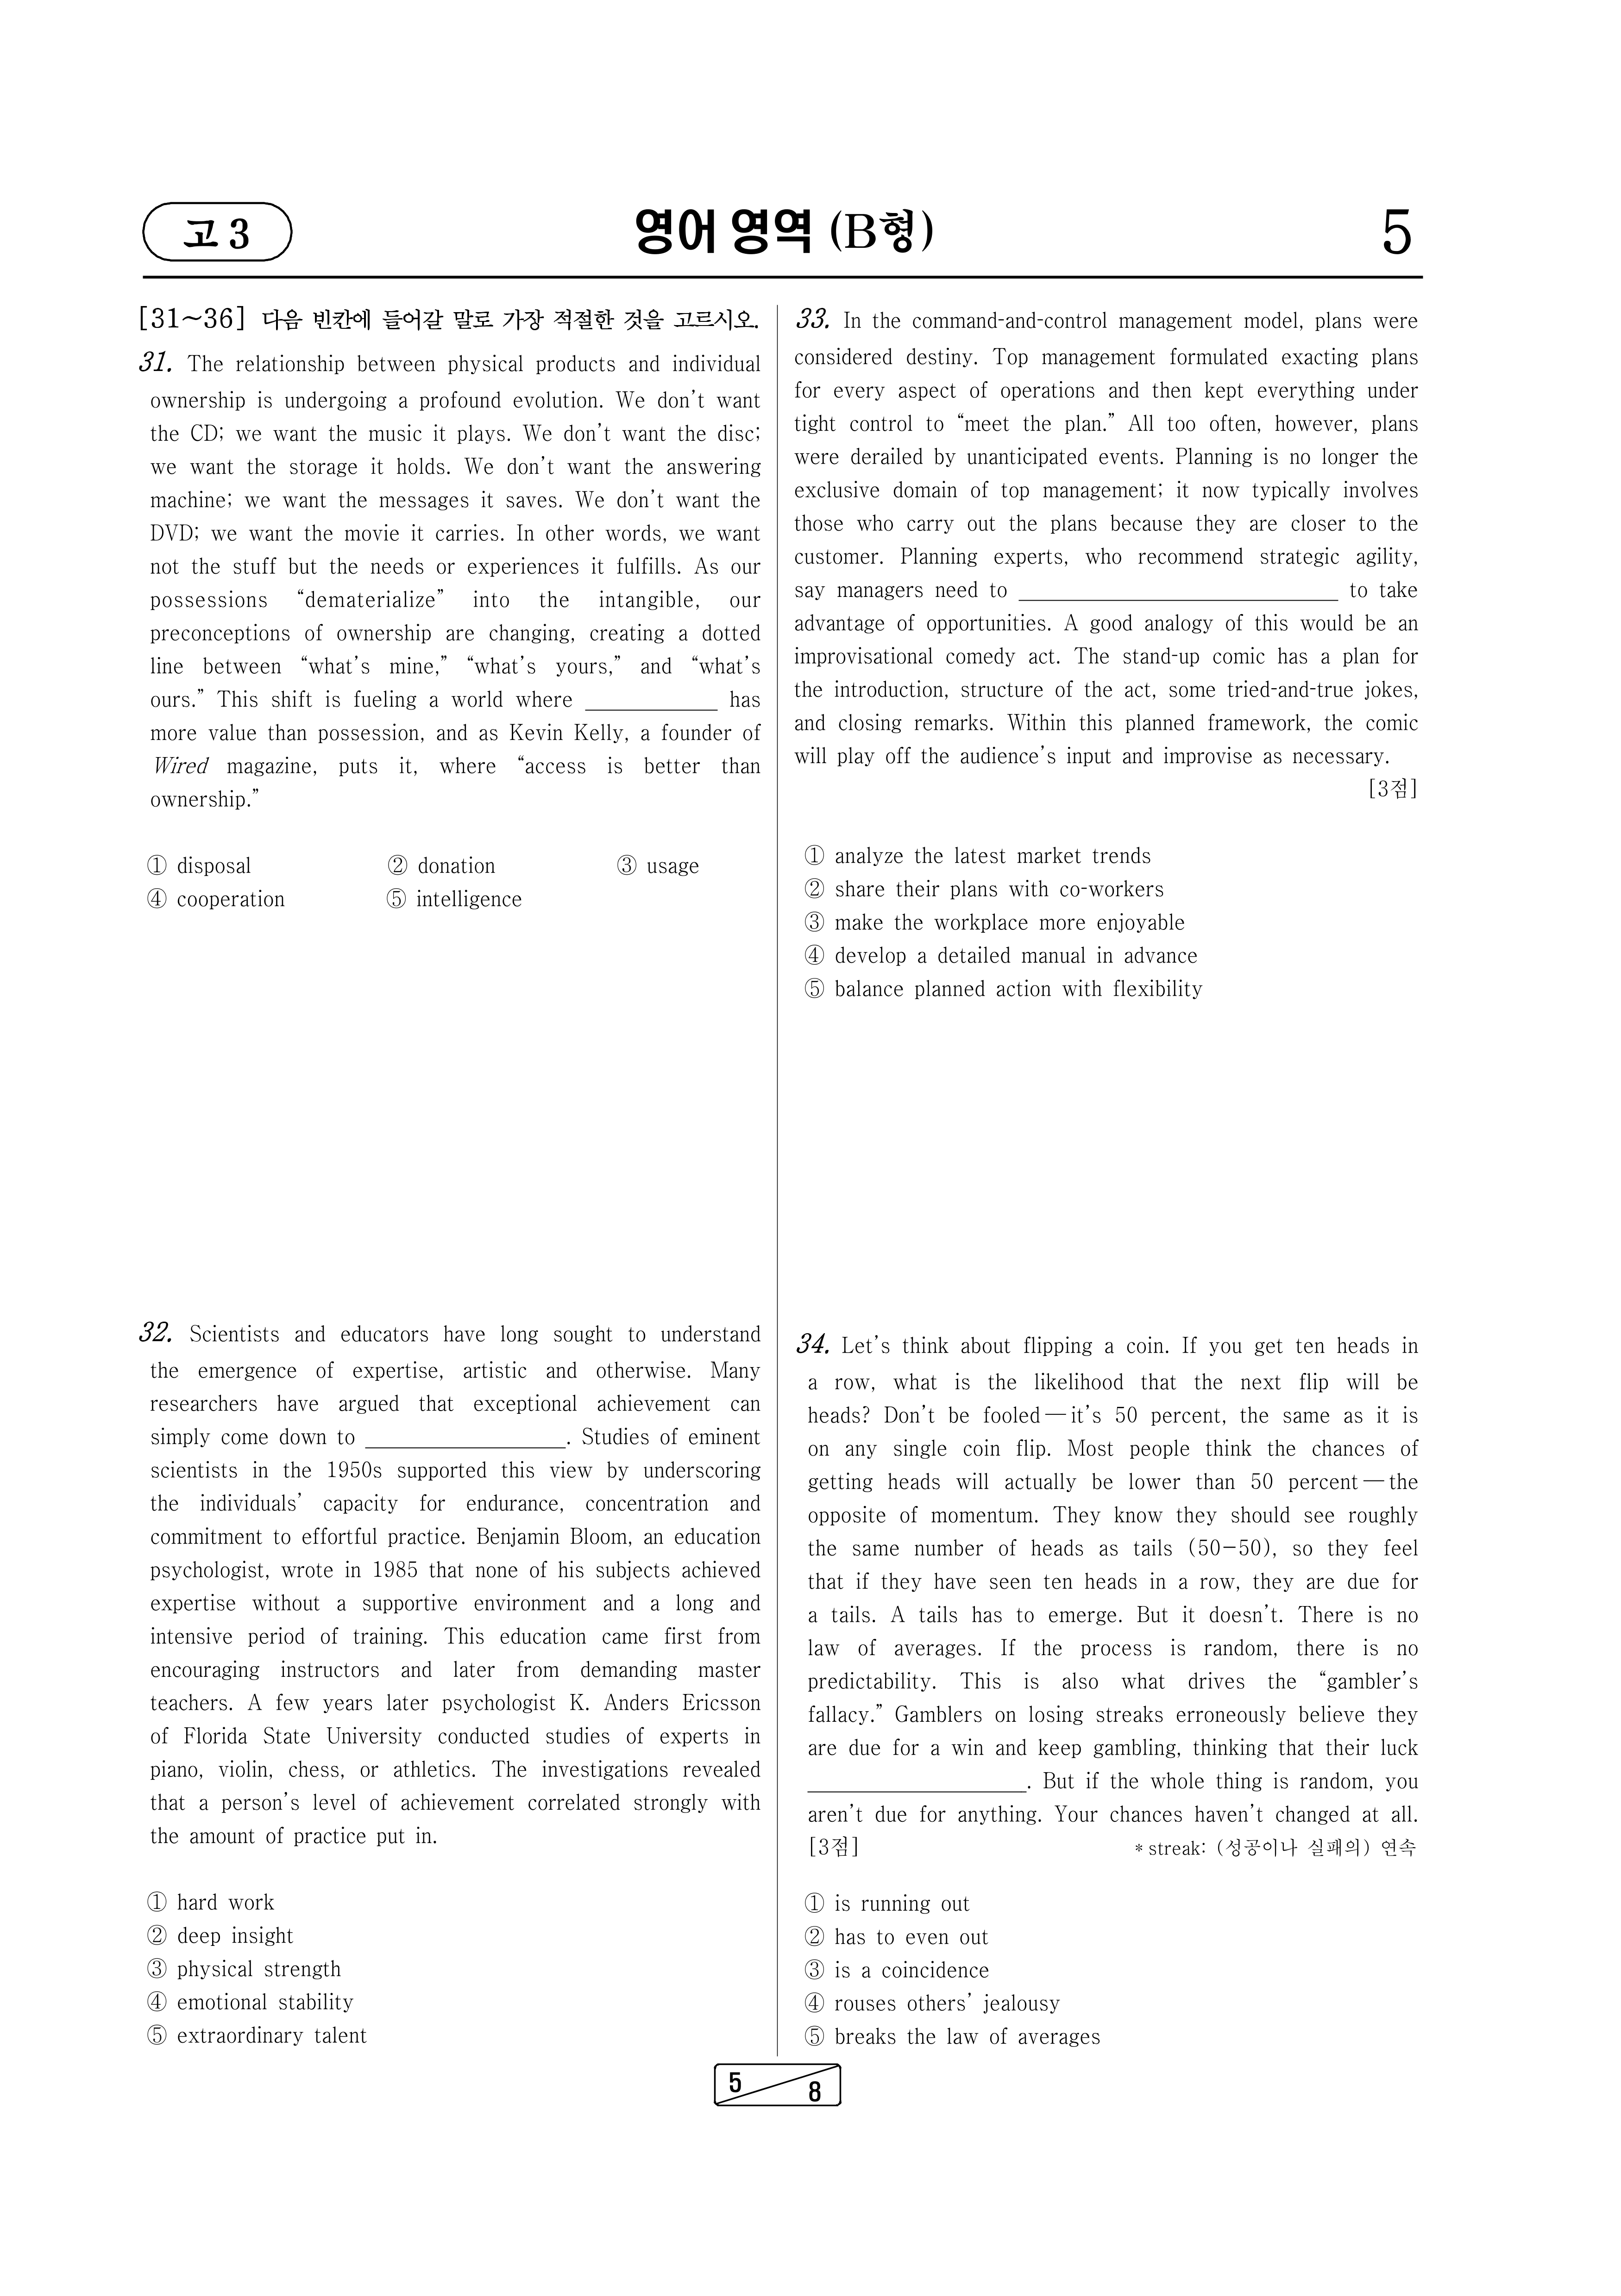 고 3
영어 영역 (B형)
5
[31~36] 다음 빈칸에 들어갈 말로 가장 적절한 것을 고르시오.
31. The relationship between physical products and individual
ownership is undergoing a profound evolution. We don't want
the CD; we want the music it plays. We don't want the disc;
we want the storage it holds. We don't want the answering
machine; we want the messages it saves. We don't want the
DVD; we want the movie it carries. In other words, we want
not the stuff but the needs or experiences it fulfills. As our
possessions “dematerialize” into the intangible, our
preconceptions of ownership are changing, creating a dotted
line between “what's mine,” “what's yours,” and “what's
ours.” This shift is fueling a world where ____________ has
more value than possession, and as Kevin Kelly, a founder of
Wired magazine, puts it, where “access is better than
ownership.”
① disposal ② donation ③ usage
④ cooperation ⑤ intelligence
32. Scientists and educators have long sought to understand
the emergence of expertise, artistic and otherwise. Many
researchers have argued that exceptional achievement can
simply come down to __________________. Studies of eminent
scientists in the 1950s supported this view by underscoring
the individuals' capacity for endurance, concentration and
commitment to effortful practice. Benjamin Bloom, an education
psychologist, wrote in 1985 that none of his subjects achieved
expertise without a supportive environment and a long and
intensive period of training. This education came first from
encouraging instructors and later from demanding master
teachers. A few years later psychologist K. Anders Ericsson
of Florida State University conducted studies of experts in
piano, violin, chess, or athletics. The investigations revealed
that a person's level of achievement correlated strongly with
the amount of practice put in.
① hard work
② deep insight
③ physical strength
④ emotional stability
⑤ extraordinary talent
33. In the command-and-control management model, plans were
considered destiny. Top management formulated exacting plans
for every aspect of operations and then kept everything under
tight control to “meet the plan.” All too often, however, plans
were derailed by unanticipated events. Planning is no longer the
exclusive domain of top management; it now typically involves
those who carry out the plans because they are closer to the
customer. Planning experts, who recommend strategic agility,
say managers need to ____________________________ to take
advantage of opportunities. A good analogy of this would be an
improvisational comedy act. The stand-up comic has a plan for
the introduction, structure of the act, some tried-and-true jokes,
and closing remarks. Within this planned framework, the comic
will play off the audience's input and improvise as necessary.
[3점]
① analyze the latest market trends
② share their plans with co-workers
③ make the workplace more enjoyable
④ develop a detailed manual in advance
⑤ balance planned action with flexibility
34. Let's think about flipping a coin. If you get ten heads in
a row, what is the likelihood that the next flip will be
heads? Don't be fooled—it's 50 percent, the same as it is
on any single coin flip. Most people think the chances of
getting heads will actually be lower than 50 percent—the
opposite of momentum. They know they should see roughly
the same number of heads as tails (50-50), so they feel
that if they have seen ten heads in a row, they are due for
a tails. A tails has to emerge. But it doesn't. There is no
law of averages. If the process is random, there is no
predictability. This is also what drives the “gambler's
fallacy.” Gamblers on losing streaks erroneously believe they
are due for a win and keep gambling, thinking that their luck
____________________. But if the whole thing is random, you
aren't due for anything. Your chances haven't changed at all.
[3점] * streak: (성공이나 실패의) 연속
① is running out
② has to even out
③ is a coincidence
④ rouses others' jealousy
⑤ breaks the law of averages
5
8